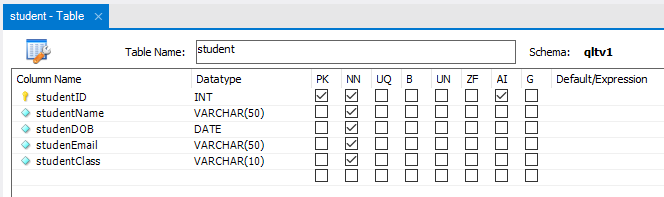 student - Table ×
Table Name: student Schema: qltv1
Column Name Datatype PK NN UQ B UN ZF AI G Default/Expression
studentID INT
studentName VARCHAR(50)
studenDOB DATE
studenEmail VARCHAR(50)
studentClass VARCHAR(10)